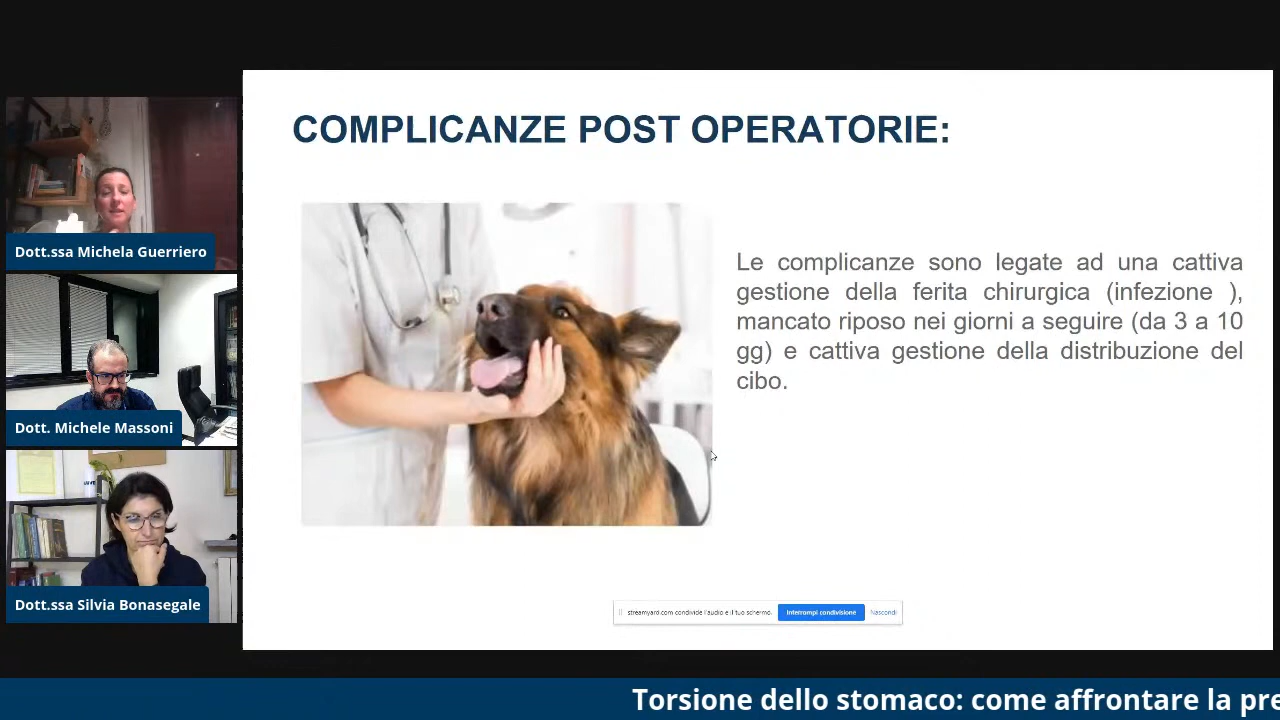 COMPLICANZE POST OPERATORIE:
Le complicanze sono legate ad una cattiva
gestione della ferita chirurgica (infezione ),
mancato riposo nei giorni a seguire (da 3 a 10
gg) e cattiva gestione della distribuzione del
cibo.
Dott.ssa Michela Guerriero
Dott. Michele Massoni
Dott.ssa Silvia Bonasegale
streamyard.com condivide l'audio e il tuo schermo.
Interrompi condivisione
Nascondi
Torsione dello stomaco: come affrontare la pre